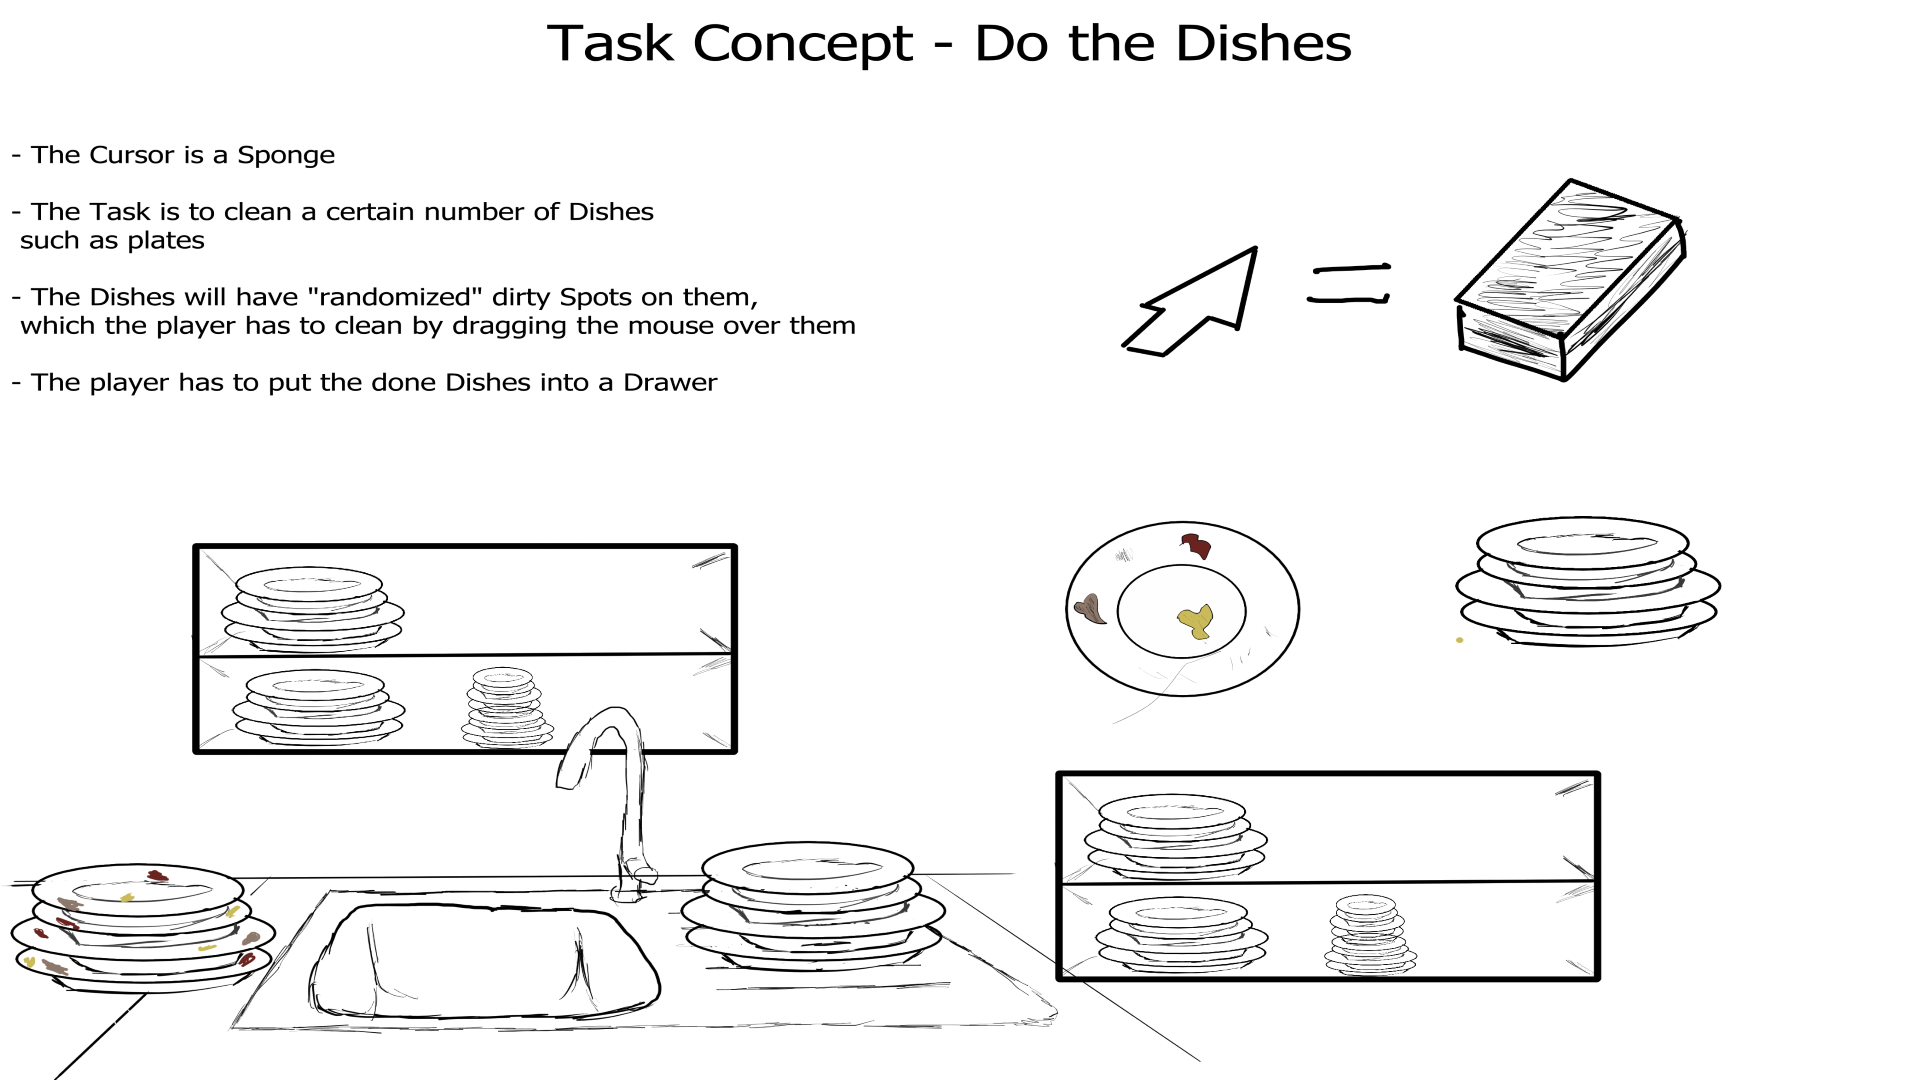 Task Concept - Do the Dishes
- The Cursor is a Sponge
- The Task is to clean a certain number of Dishes
such as plates
- The Dishes will have "randomized" dirty Spots on them,
which the player has to clean by dragging the mouse over them
- The player has to put the done Dishes into a Drawer